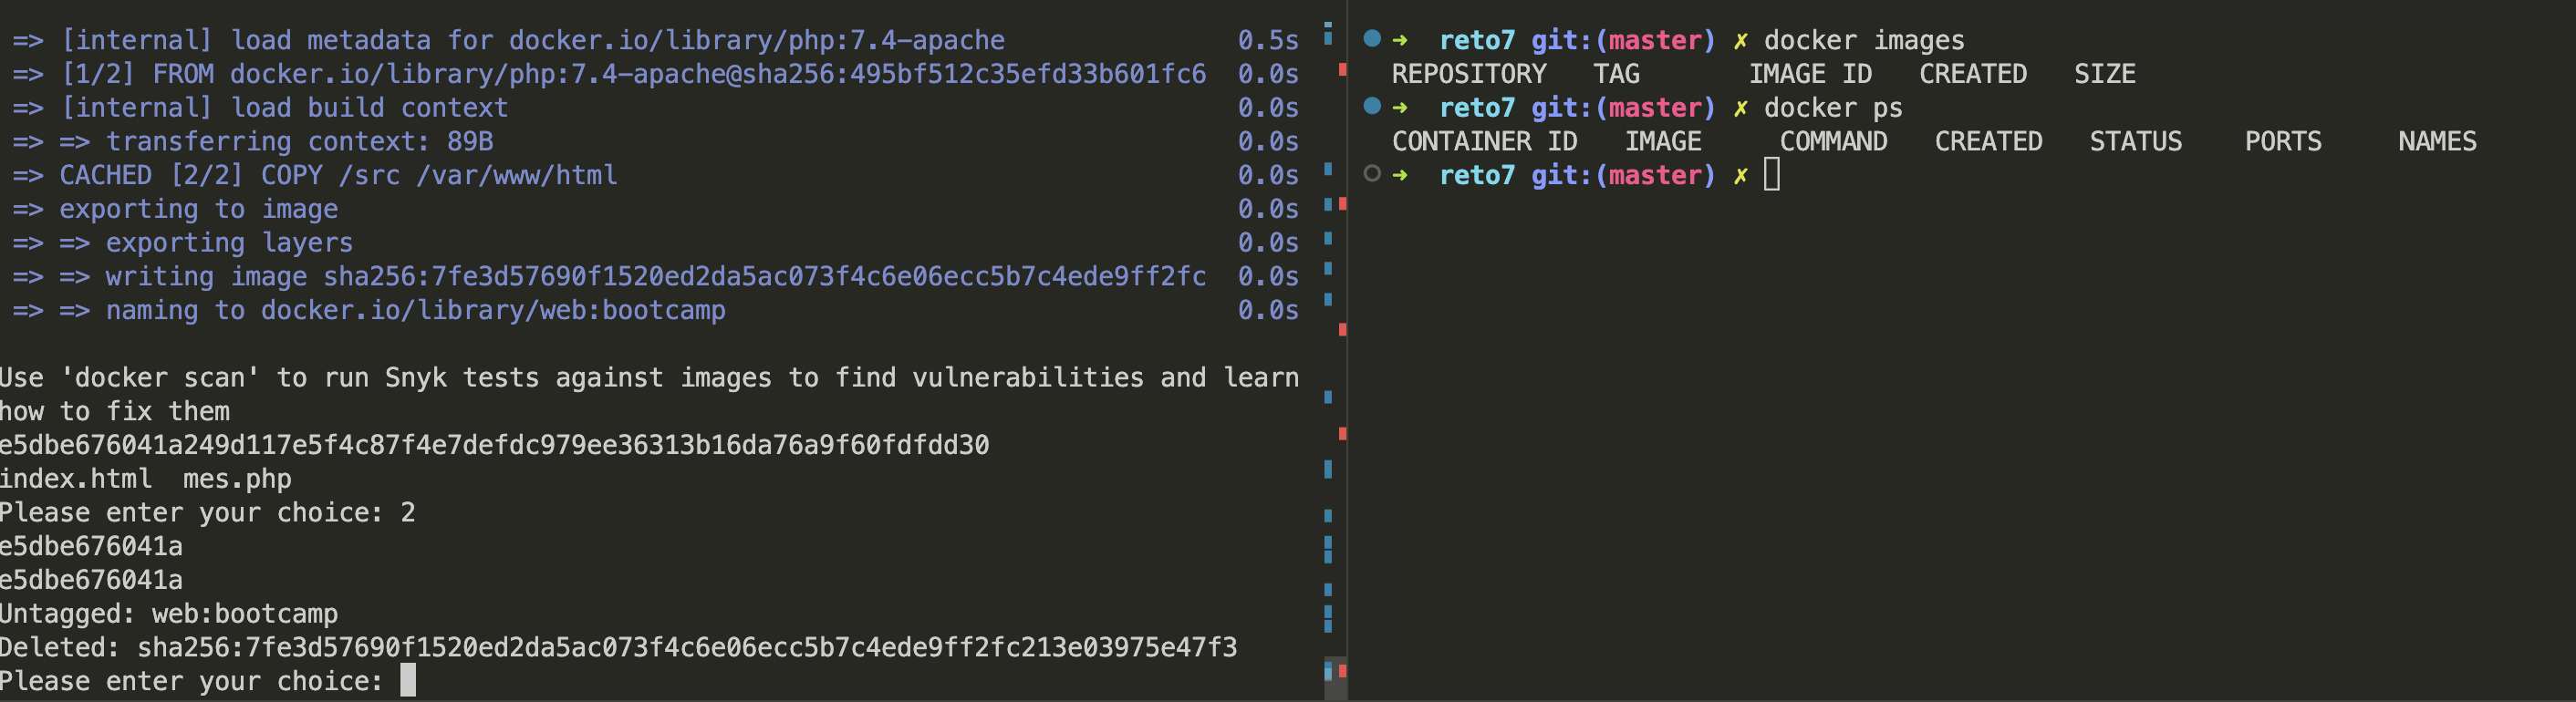 => [internal] load metadata for docker.io/library/php:7.4-apache 0.5s
=> [1/2] FROM docker.io/library/php:7.4-apache@sha256:495bf512c35efd33b601fc6 0.0s
=> [internal] load build context 0.0s
=> => transferring context: 89B 0.0s
=> CACHED [2/2] COPY /src /var/www/html 0.0s
=> exporting to image 0.0s
=> => exporting layers 0.0s
=> => writing image sha256:7fe3d57690f1520ed2da5ac073f4c6e06ecc5b7c4ede9ff2fc 0.0s
=> => naming to docker.io/library/web:bootcamp 0.0s
Use 'docker scan' to run Snyk tests against images to find vulnerabilities and learn
how to fix them
e5dbe676041a249d117e5f4c87f4e7defdc979ee36313b16da76a9f60fdfdd30
index.html  mes.php
Please enter your choice: 2
e5dbe676041a
e5dbe676041a
Untagged: web:bootcamp
Deleted: sha256:7fe3d57690f1520ed2da5ac073f4c6e06ecc5b7c4ede9ff2fc213e03975e47f3
Please enter your choice:
➜  reto7 git:(master) ✗ docker images
REPOSITORY   TAG       IMAGE ID   CREATED   SIZE
➜  reto7 git:(master) ✗ docker ps
CONTAINER ID   IMAGE     COMMAND   CREATED   STATUS    PORTS     NAMES
➜  reto7 git:(master) ✗